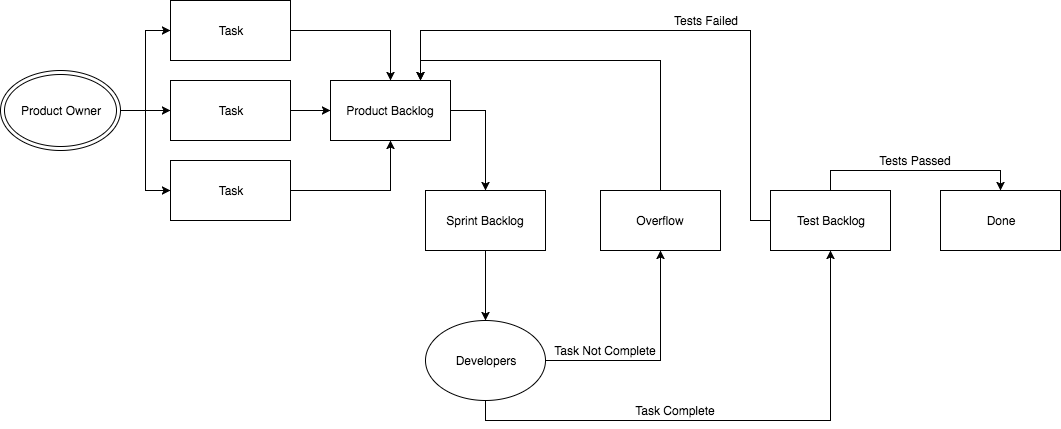 Task
Tests Failed
Product Owner
Task
Product Backlog
Task
Tests Passed
Sprint Backlog
Overflow
Test Backlog
Done
Developers
Task Not Complete
Task Complete